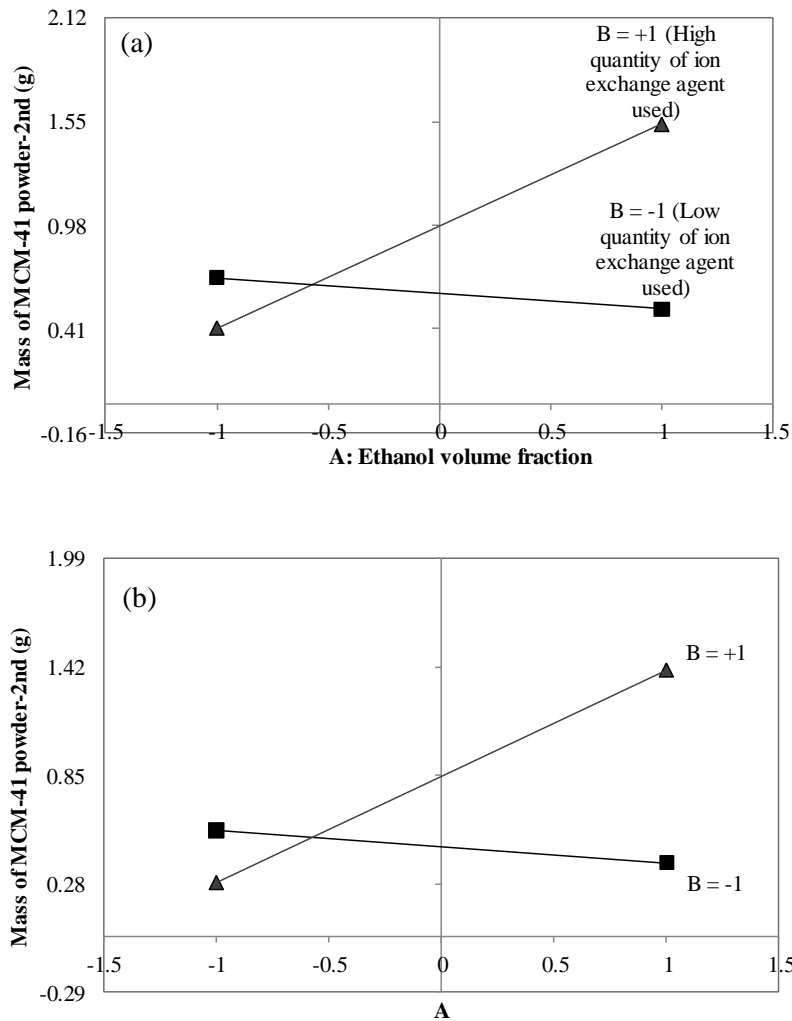 (a)
Mass of MCM-41 powder-2nd (g)
2.12
1.55
0.98
0.41
-0.16
B = +1 (High
quantity of ion
exchange agent
used)
B = -1 (Low
quantity of ion
exchange agent
used)
-1.5
-1
-0.5
0
0.5
1
1.5
A: Ethanol volume fraction
(b)
Mass of MCM-41 powder-2nd (g)
1.99
1.42
0.85
0.28
-0.29
B = +1
B = -1
-1.5
-1
-0.5
0
0.5
1
1.5
A